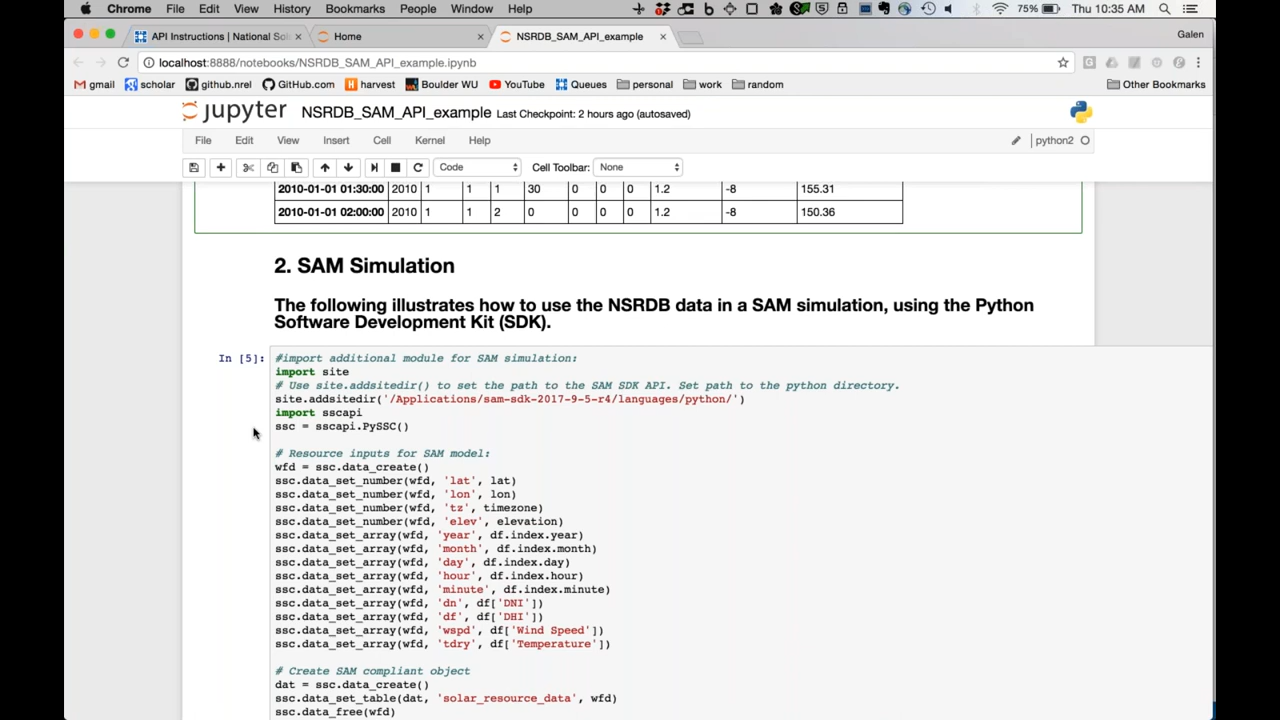 Chrome File Edit View History Bookmarks People Window Help 75% Thu 10:35 AM
API Instructions | National Sol Home NSRDB_SAM_API_example Galen
localhost:8888/notebooks/NSRDB_SAM_API_example.ipynb
gmail scholar github.nrel GitHub.com harvest Boulder WU YouTube Queues personal work random Other Bookmarks
jupyter NSRDB_SAM_API_example Last Checkpoint: 2 hours ago (autosaved)
File Edit View Insert Cell Kernel Help python2
Code Cell Toolbar: None
2010-01-01 01:30:00 2010 1 1 1 30 0 0 0 1.2 -8 155.31
2010-01-01 02:00:00 2010 1 1 2 0 0 0 0 1.2 -8 150.36
2. SAM Simulation
The following illustrates how to use the NSRDB data in a SAM simulation, using the Python
Software Development Kit (SDK).
In [5]: #import additional module for SAM simulation:
import site
# Use site.addsitedir() to set the path to the SAM SDK API. Set path to the python directory.
site.addsitedir('/Applications/sam-sdk-2017-9-5-r4/languages/python/')
import sscapi
ssc = sscapi.PySSC()
# Resource inputs for SAM model:
wfd = ssc.data_create()
ssc.data_set_number(wfd, 'lat', lat)
ssc.data_set_number(wfd, 'lon', lon)
ssc.data_set_number(wfd, 'tz', timezone)
ssc.data_set_number(wfd, 'elev', elevation)
ssc.data_set_array(wfd, 'year', df.index.year)
ssc.data_set_array(wfd, 'month', df.index.month)
ssc.data_set_array(wfd, 'day', df.index.day)
ssc.data_set_array(wfd, 'hour', df.index.hour)
ssc.data_set_array(wfd, 'minute', df.index.minute)
ssc.data_set_array(wfd, 'dn', df['DNI'])
ssc.data_set_array(wfd, 'df', df['DHI'])
ssc.data_set_array(wfd, 'wspd', df['Wind Speed'])
ssc.data_set_array(wfd, 'tdry', df['Temperature'])
# Create SAM compliant object
dat = ssc.data_create()
ssc.data_set_table(dat, 'solar_resource_data', wfd)
ssc.data_free(wfd)